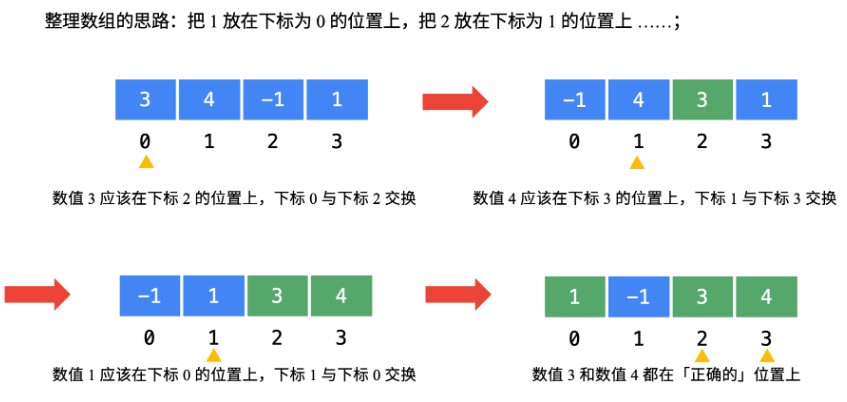 整理数组的思路：把 1 放在下标为 0 的位置上，把 2 放在下标为 1 的位置上 ……；
3 4 -1 1
0 1 2 3
数值 3 应该在下标 2 的位置上，下标 0 与下标 2 交换
-1 4 3 1
0 1 2 3
数值 4 应该在下标 3 的位置上，下标 1 与下标 3 交换
-1 1 3 4
0 1 2 3
数值 1 应该在下标 0 的位置上，下标 1 与下标 0 交换
1 -1 3 4
0 1 2 3
数值 3 和数值 4 都在「正确的」位置上